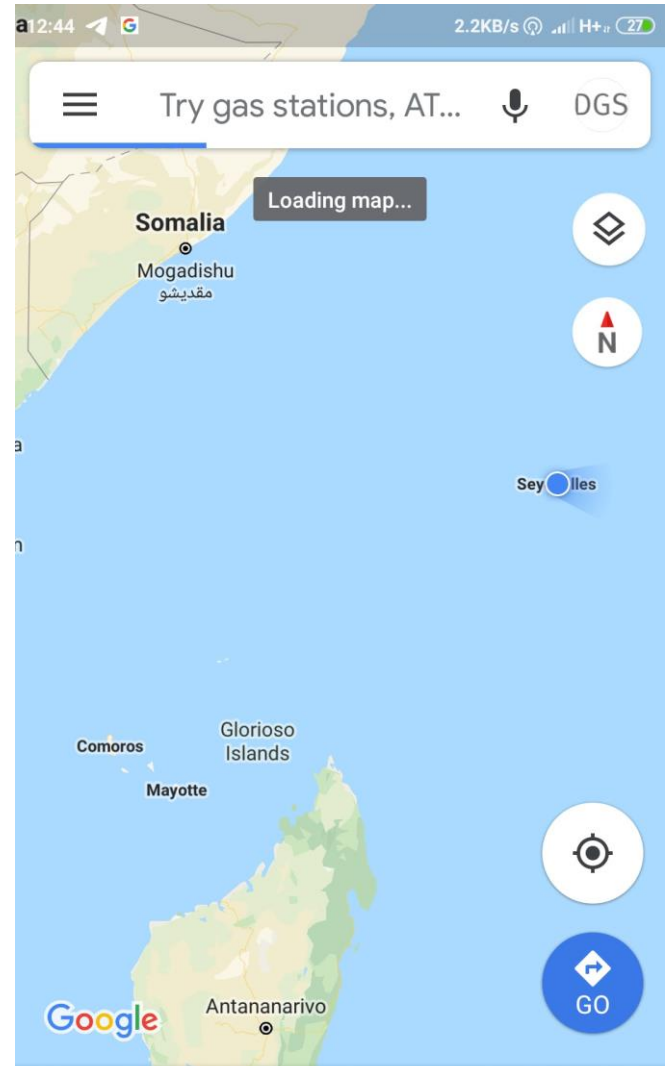 a12:44 G 2.2KB/s H+ 27
Try gas stations, AT... DGS
Loading map...
Somalia
Mogadishu
مقديشو
N
a
Sey lles
n
Glorioso
Islands
Comoros
Mayotte
Antananarivo
GO
Google